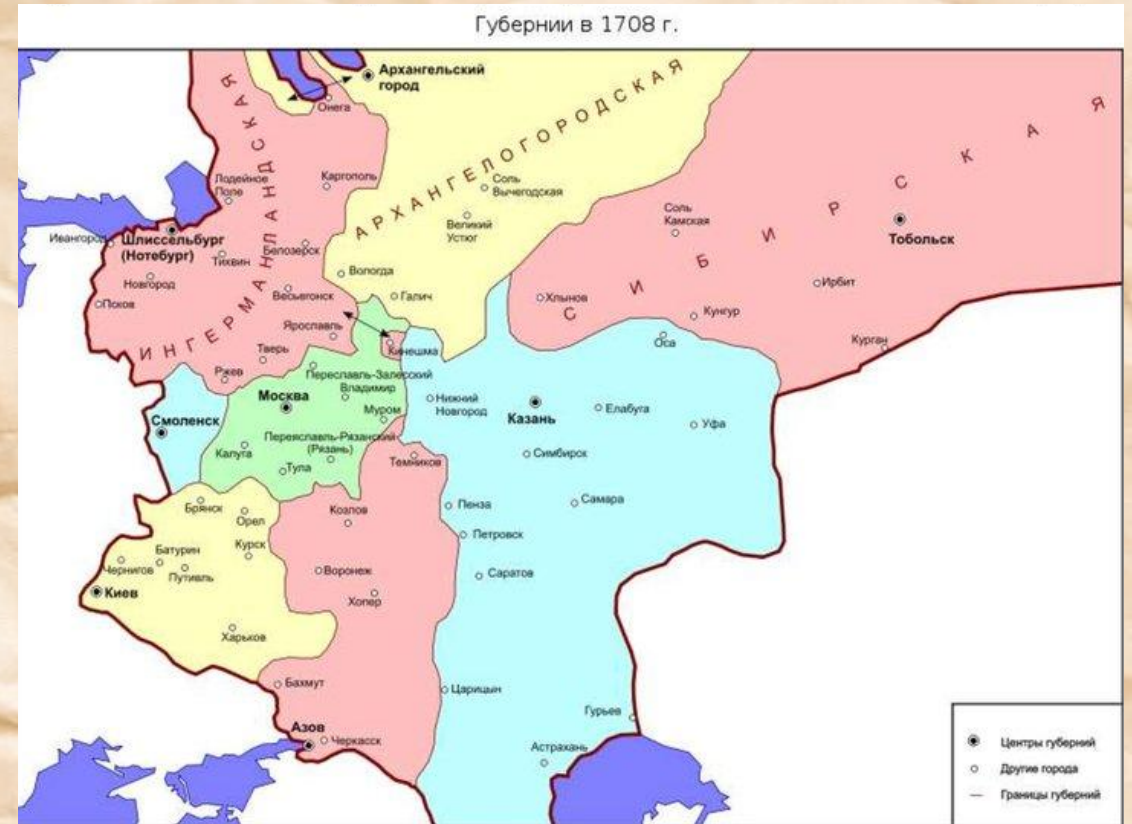 Губернии в 1708 г.
Архангельский
город
Онега
ИНГЕРМАНЛАНДСКАЯ
АРХАНГЕЛОГОРОДСКАЯ
СИБИРСКАЯ
Лодейное
Поле
Каргополь
Соль
Вычегодская
Великий
Устюг
Соль
Камская
Тобольск
Ивангород
Шлиссельбург
(Нотебург)
Тихвин
Белозерск
Новгород
Вологда
Псков
Весьегонск
Галич
Хлынов
Ирбит
Кунгур
Ярославль
Кинешма
Оса
Курган
Тверь
Ржев
Переславль-Залесский
Москва
Владимир
Нижний
Новгород
Казань
Елабуга
Уфа
Смоленск
Муром
Калуга
Переяславль-Рязанский
(Рязань)
Тула
Темников
Симбирск
Брянск
Орел
Козлов
Пенза
Самара
Петровск
Курск
Батурин
Чернигов
Путивль
Воронеж
Саратов
Киев
Хопер
Харьков
Бахмут
Царицын
Гурьев
Азов
Черкасск
Астрахань
Центры губерний
Другие города
Границы губерний